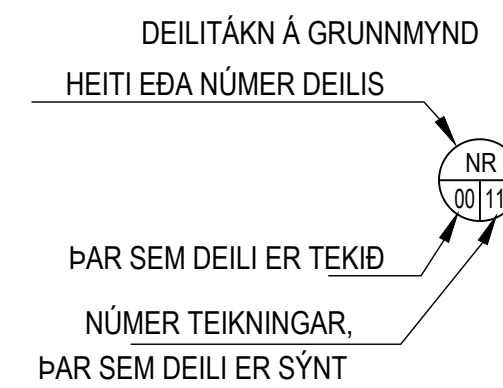 DEILITÁKN Á GRUNNMYND
HEITI EÐA NÚMER DEILIS
NR
00 11
ÞAR SEM DEILI ER TEKIÐ
NÚMER TEIKNINGAR,
ÞAR SEM DEILI ER SÝNT